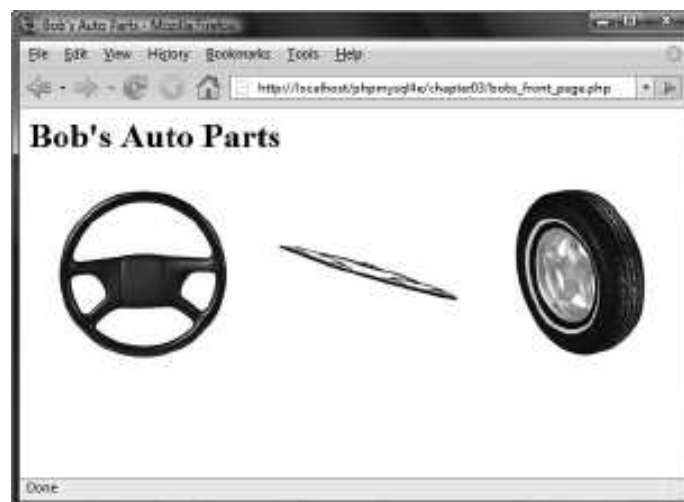 Bob's Auto Parts - Mozilla Firefox
File Edit View History Bookmarks Tools Help
http://localhost/phpmysql4e/chapter03/bobs_front_page.php
Bob's Auto Parts
Done